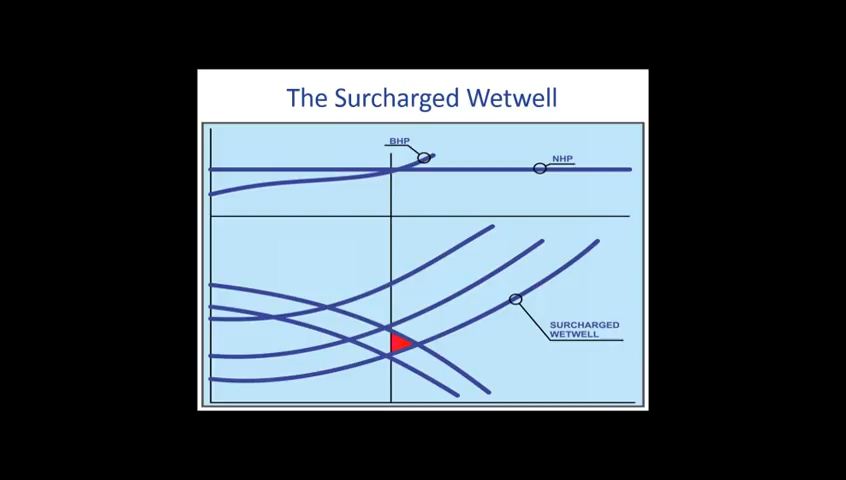 The Surcharged Wetwell
BHP
NHP
SURCHARGED
WETWELL